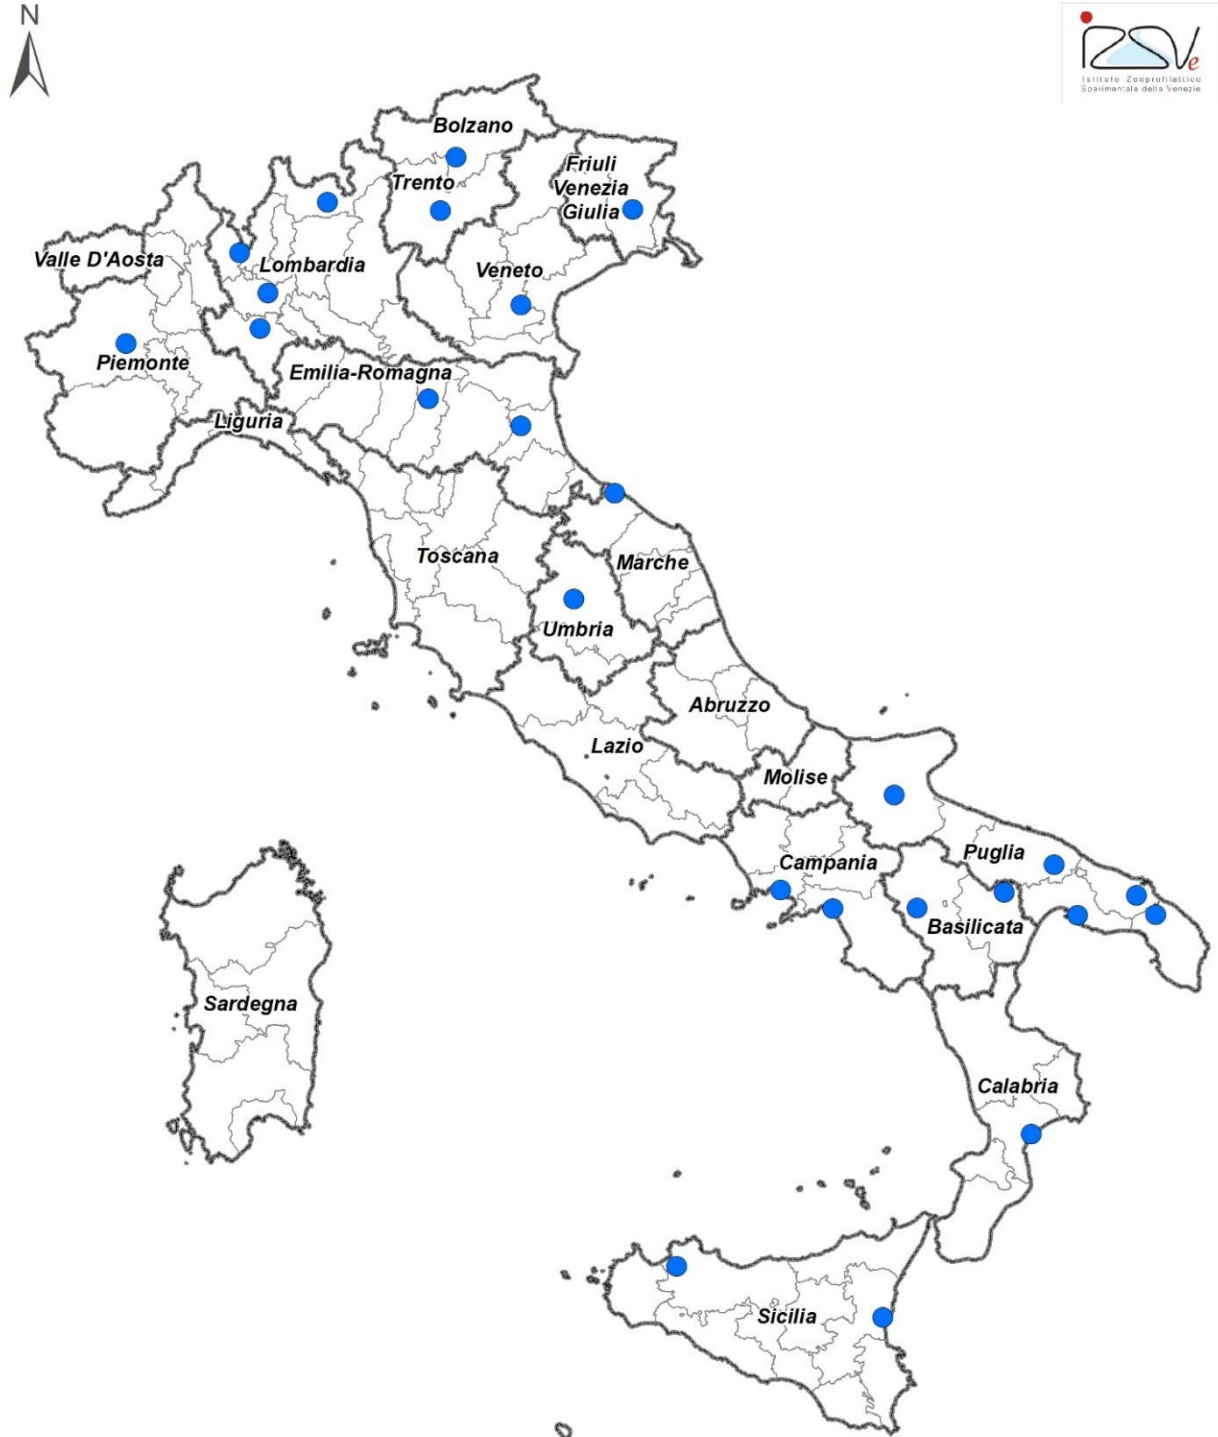 N
iZSVe
Istituto Zooprofilattico
Sperimentale delle Venezie
Bolzano
Trento
Friuli
Venezia
Giulia
Valle D'Aosta
Lombardia
Veneto
Piemonte
Emilia-Romagna
Liguria
Toscana
Marche
Umbria
Abruzzo
Lazio
Molise
Campania
Puglia
Basilicata
Sardegna
Calabria
Sicilia